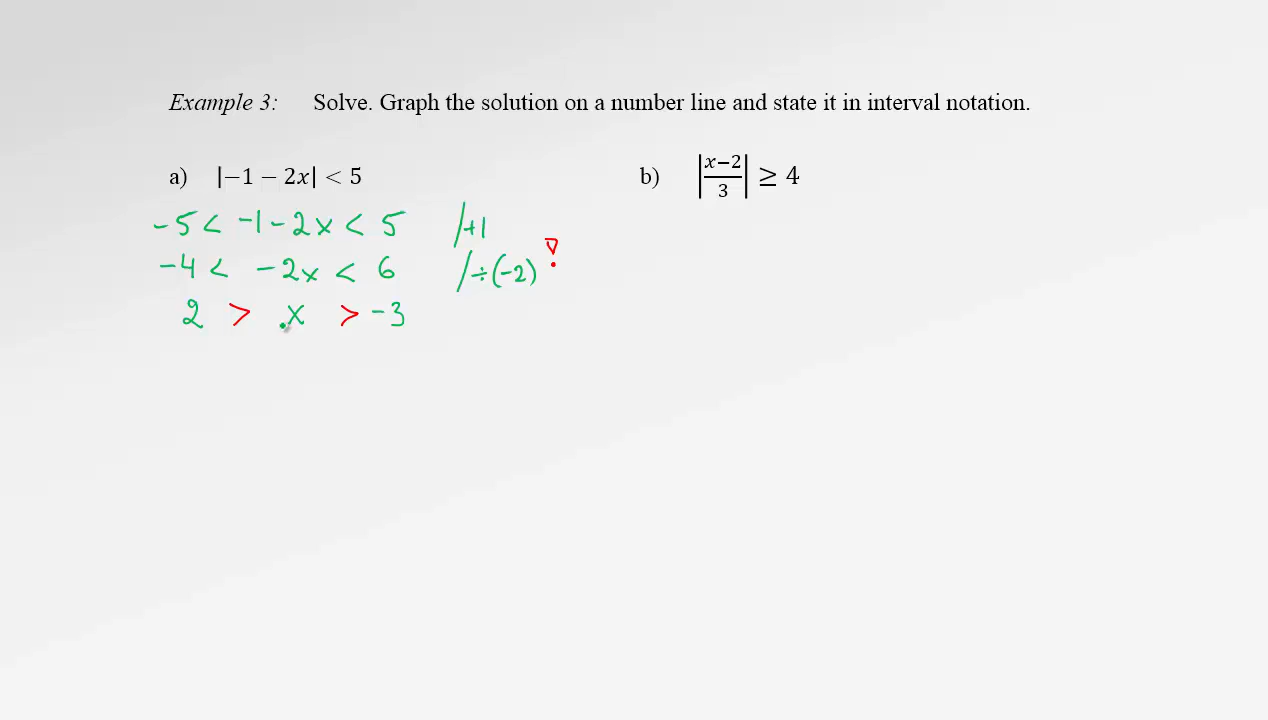 Example 3: Solve. Graph the solution on a number line and state it in interval notation.
a) |−1 − 2x| < 5
-5 < -1 - 2x < 5 /+1
-4 < -2x < 6 /÷(-2) !
2 > x > -3
b) |x−2/3| ≥ 4